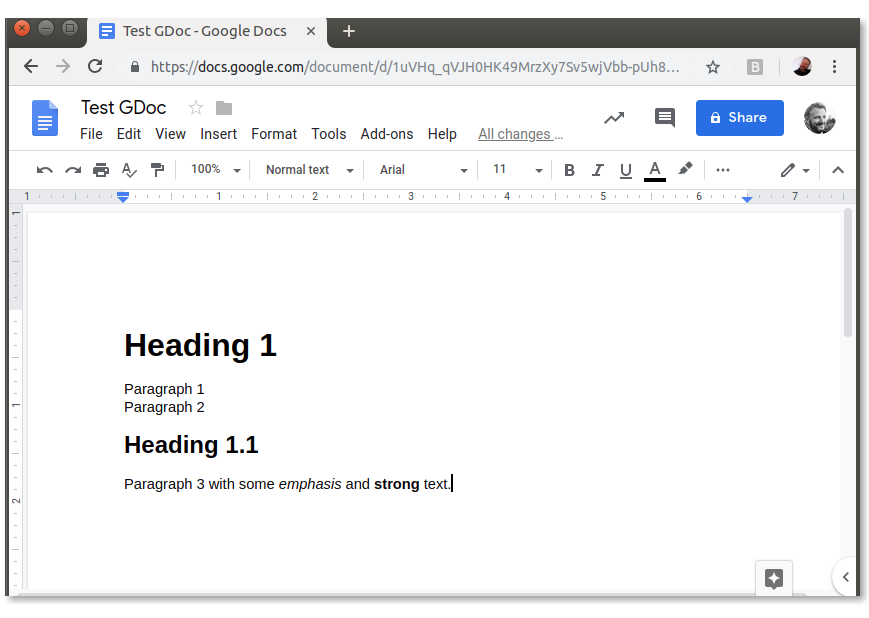 Test GDoc - Google Docs
https://docs.google.com/document/d/1uVHq_qVJH0HK49MrzXy7Sv5wjVbb-pUh8...
B
Test GDoc
File Edit View Insert Format Tools Add-ons Help All changes ...
Share
100% Normal text Arial 11 B I U A
1 1 2 3 4 5 6 7
1
1
2
Heading 1
Paragraph 1
Paragraph 2
Heading 1.1
Paragraph 3 with some emphasis and strong text.